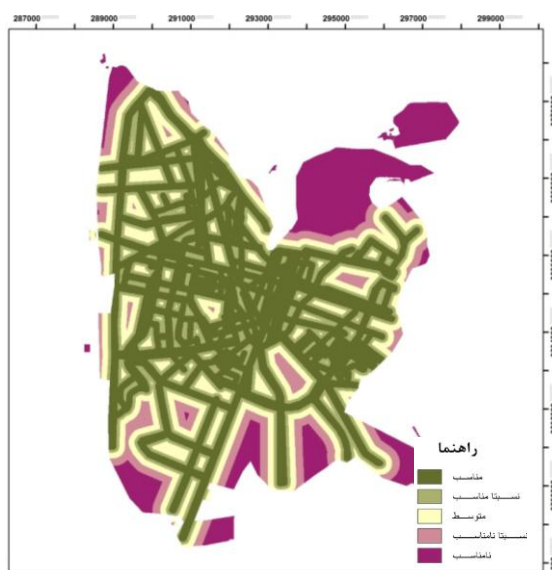 287000 289000 291000 293000 295000 297000 299000
راهنما
مناسب
نسبتا مناسب
متوسط
نسبتا نامناسب
نامناسب